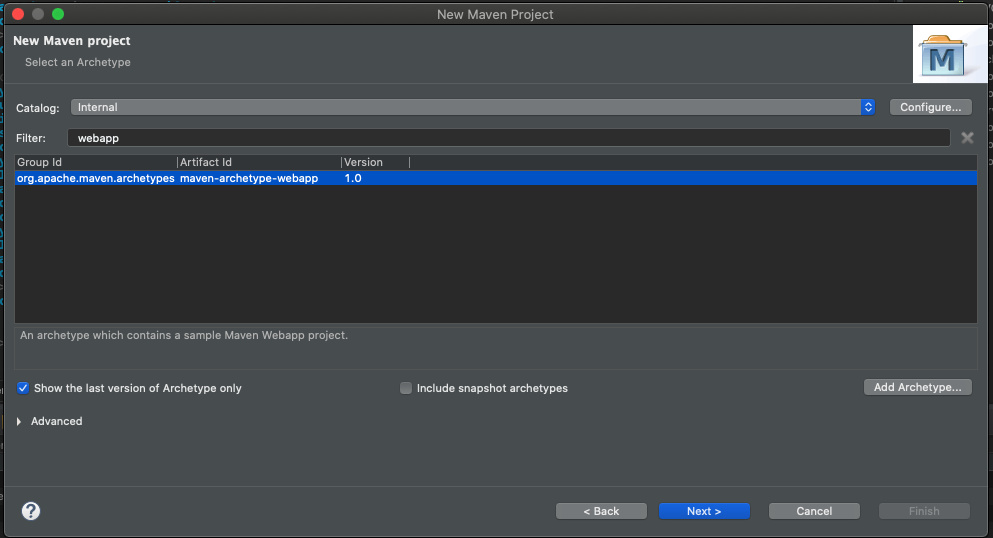 New Maven Project
New Maven project
Select an Archetype
M
Catalog: Internal Configure...
Filter: webapp
Group Id Artifact Id Version
org.apache.maven.archetypes maven-archetype-webapp 1.0
An archetype which contains a sample Maven Webapp project.
Show the last version of Archetype only Include snapshot archetypes Add Archetype...
Advanced
? < Back Next > Cancel Finish